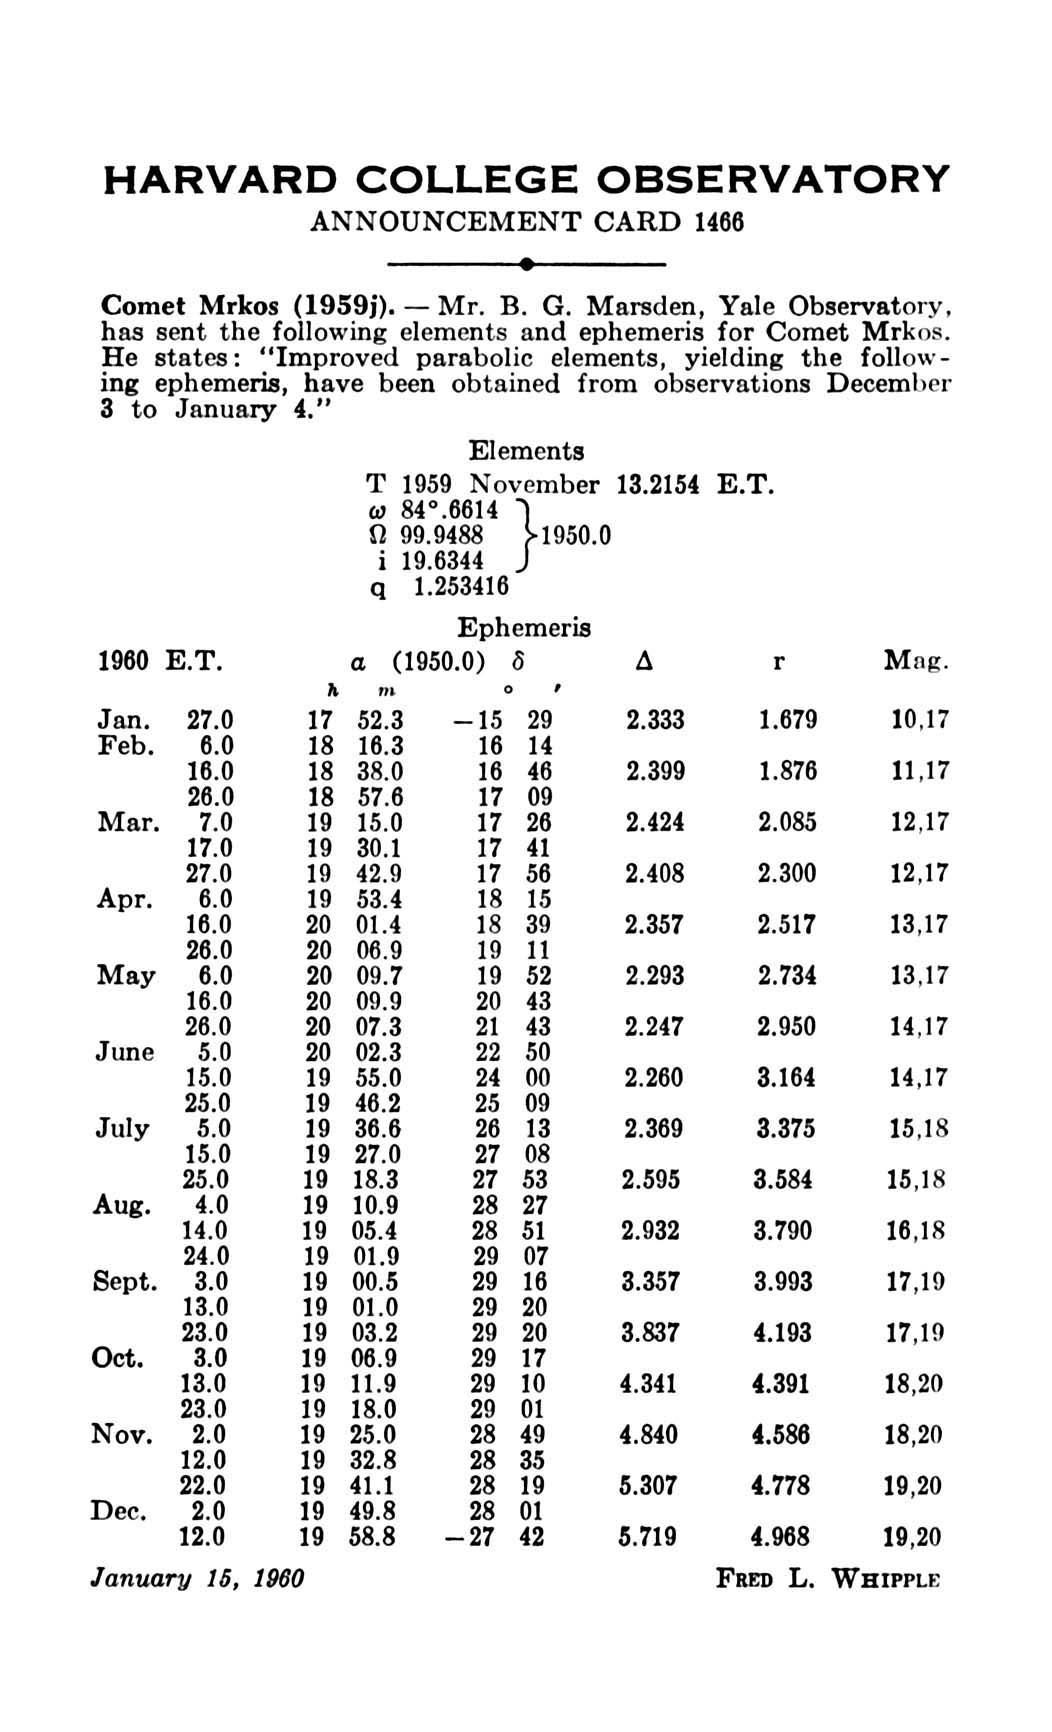 HARVARD COLLEGE OBSERVATORY
ANNOUNCEMENT CARD 1466
Comet Mrkos (1959j). — Mr. B. G. Marsden, Yale Observatory,
has sent the following elements and ephemeris for Comet Mrkos.
He states: "Improved parabolic elements, yielding the follow-
ing ephemeris, have been obtained from observations December
3 to January 4."
Elements
T 1959 November 13.2154 E.T.
ω 84°.6614
Ω 99.9488 } 1950.0
i 19.6344
q 1.253416
Ephemeris
1960 E.T. α (1950.0) δ Δ r Mag.
h m ° ′
Jan. 27.0 17 52.3 −15 29 2.333 1.679 10,17
Feb. 6.0 18 16.3 16 14
16.0 18 38.0 16 46 2.399 1.876 11,17
26.0 18 57.6 17 09
Mar. 7.0 19 15.0 17 26 2.424 2.085 12,17
17.0 19 30.1 17 41
27.0 19 42.9 17 56 2.408 2.300 12,17
Apr. 6.0 19 53.4 18 15
16.0 20 01.4 18 39 2.357 2.517 13,17
26.0 20 06.9 19 11
May 6.0 20 09.7 19 52 2.293 2.734 13,17
16.0 20 09.9 20 43
26.0 20 07.3 21 43 2.247 2.950 14,17
June 5.0 20 02.3 22 50
15.0 19 55.0 24 00 2.260 3.164 14,17
25.0 19 46.2 25 09
July 5.0 19 36.6 26 13 2.369 3.375 15,18
15.0 19 27.0 27 08
25.0 19 18.3 27 53 2.595 3.584 15,18
Aug. 4.0 19 10.9 28 27
14.0 19 05.4 28 51 2.932 3.790 16,18
24.0 19 01.9 29 07
Sept. 3.0 19 00.5 29 16 3.357 3.993 17,19
13.0 19 01.0 29 20
23.0 19 03.2 29 20 3.837 4.193 17,19
Oct. 3.0 19 06.9 29 17
13.0 19 11.9 29 10 4.341 4.391 18,20
23.0 19 18.0 29 01
Nov. 2.0 19 25.0 28 49 4.840 4.586 18,20
12.0 19 32.8 28 35
22.0 19 41.1 28 19 5.307 4.778 19,20
Dec. 2.0 19 49.8 28 01
12.0 19 58.8 −27 42 5.719 4.968 19,20
January 15, 1960 FRED L. WHIPPLE